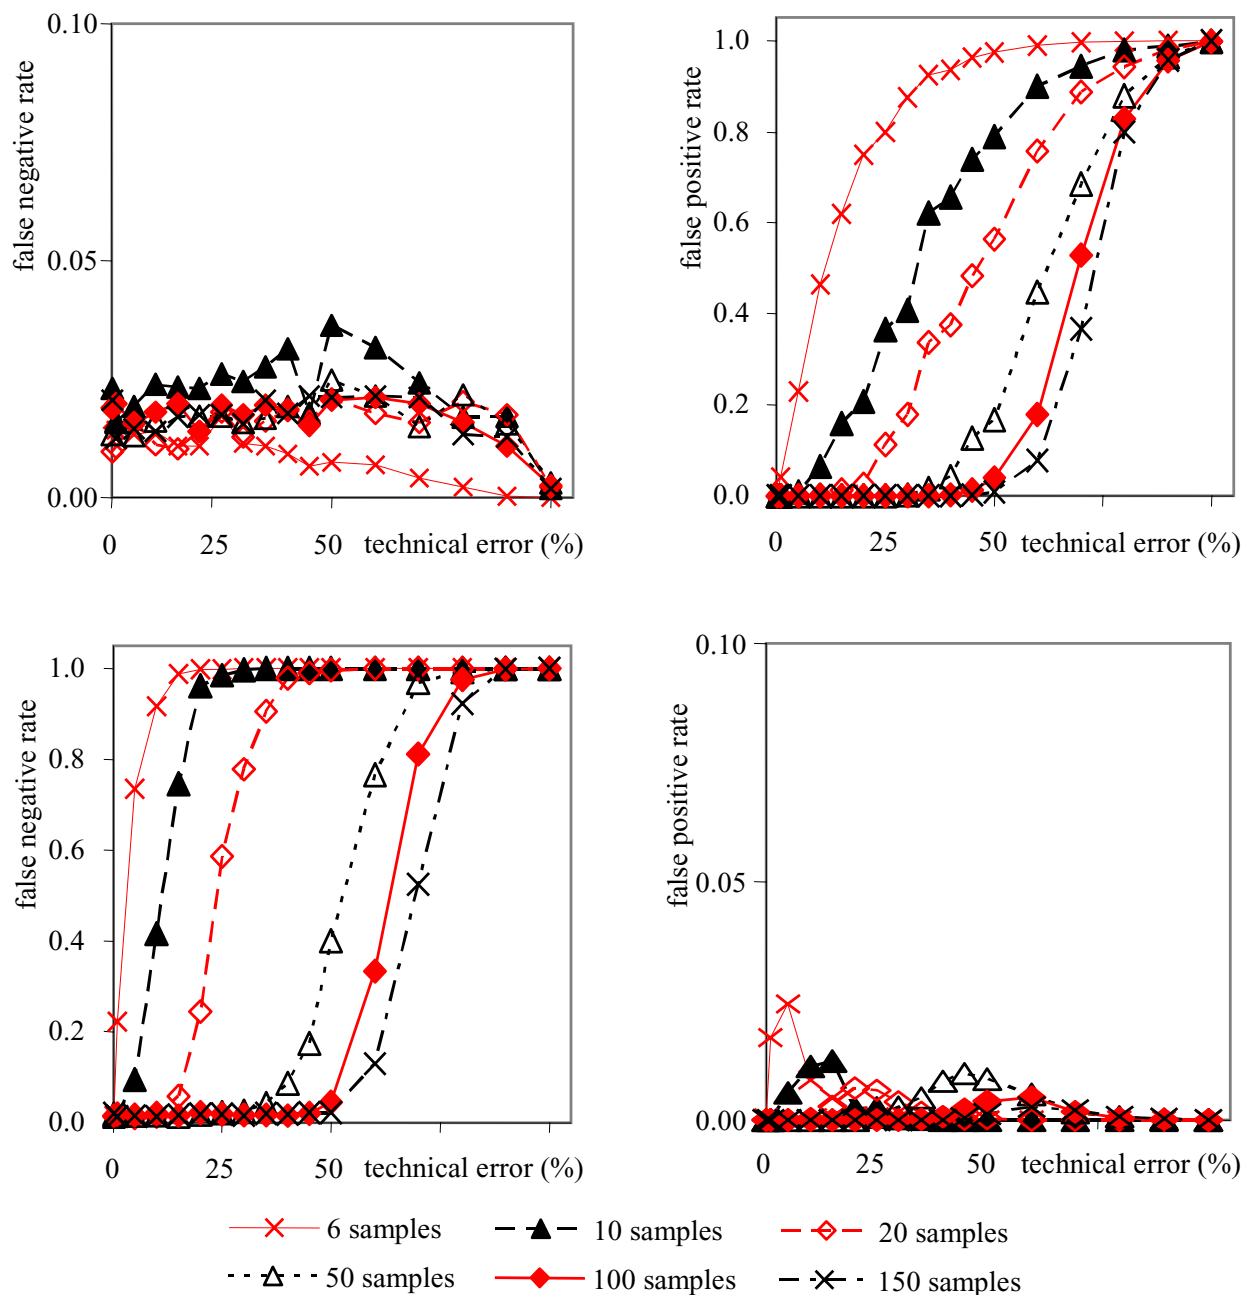 0.10
false negative rate
0.05
0.00
0 25 50 technical error (%)
1.0
0.8
false positive rate
0.6
0.4
0.2
0.0
0 25 50 technical error (%)
1.0
0.8
false negative rate
0.6
0.4
0.2
0.0
0 25 50 technical error (%)
0.10
false positive rate
0.05
0.00
0 25 50 technical error (%)
6 samples 10 samples 20 samples
50 samples 100 samples 150 samples